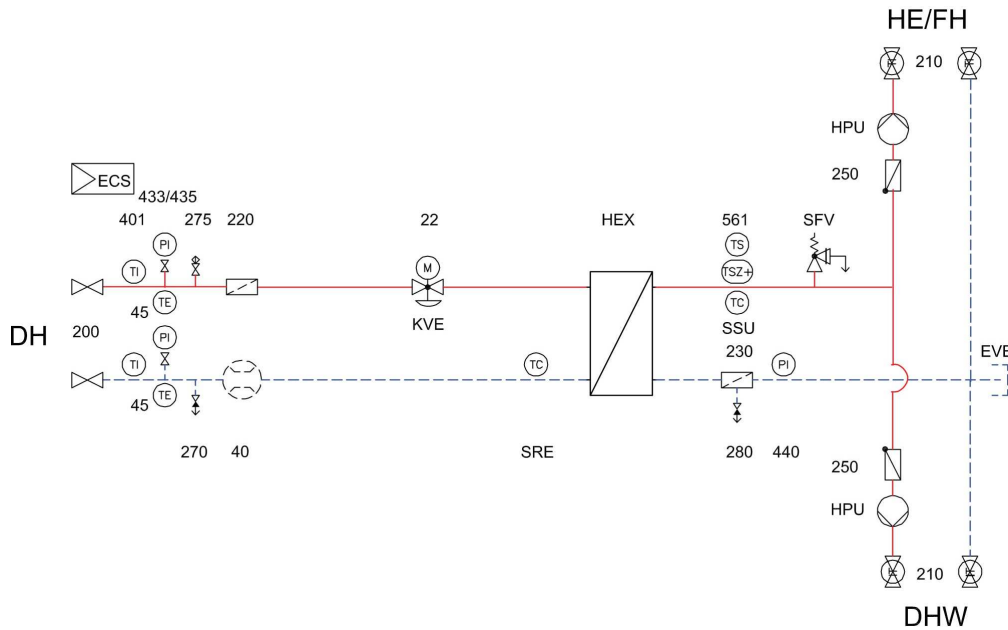 HE/FH
210
HPU
ECS
250
433/435
401 275 220 22 HEX 561 SFV
PI TS
TI M TSZ+
TE TC
45 KVE SSU
DH 200 PI 230 EVE
TI TC PI
TE
45
270 40 SRE 280 440 250
HPU
210
DHW